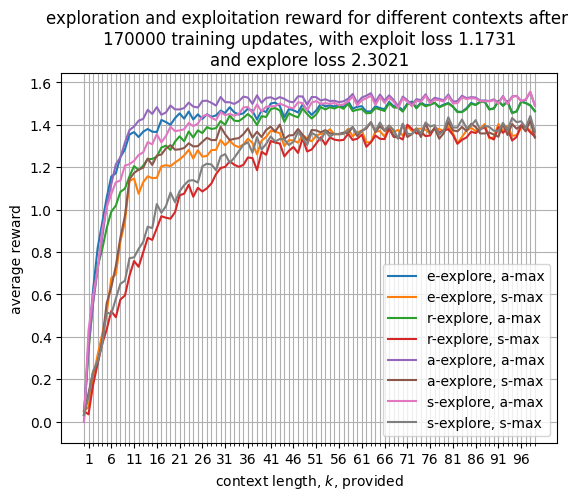 exploration and exploitation reward for different contexts after
170000 training updates, with exploit loss 1.1731
and explore loss 2.3021
1.6
1.4
1.2
1.0
0.8
0.6
0.4
0.2
0.0
average reward
e-explore, a-max
e-explore, s-max
r-explore, a-max
r-explore, s-max
a-explore, a-max
a-explore, s-max
s-explore, a-max
s-explore, s-max
1 6 11 16 21 26 31 36 41 46 51 56 61 66 71 76 81 86 91 96
context length, k, provided